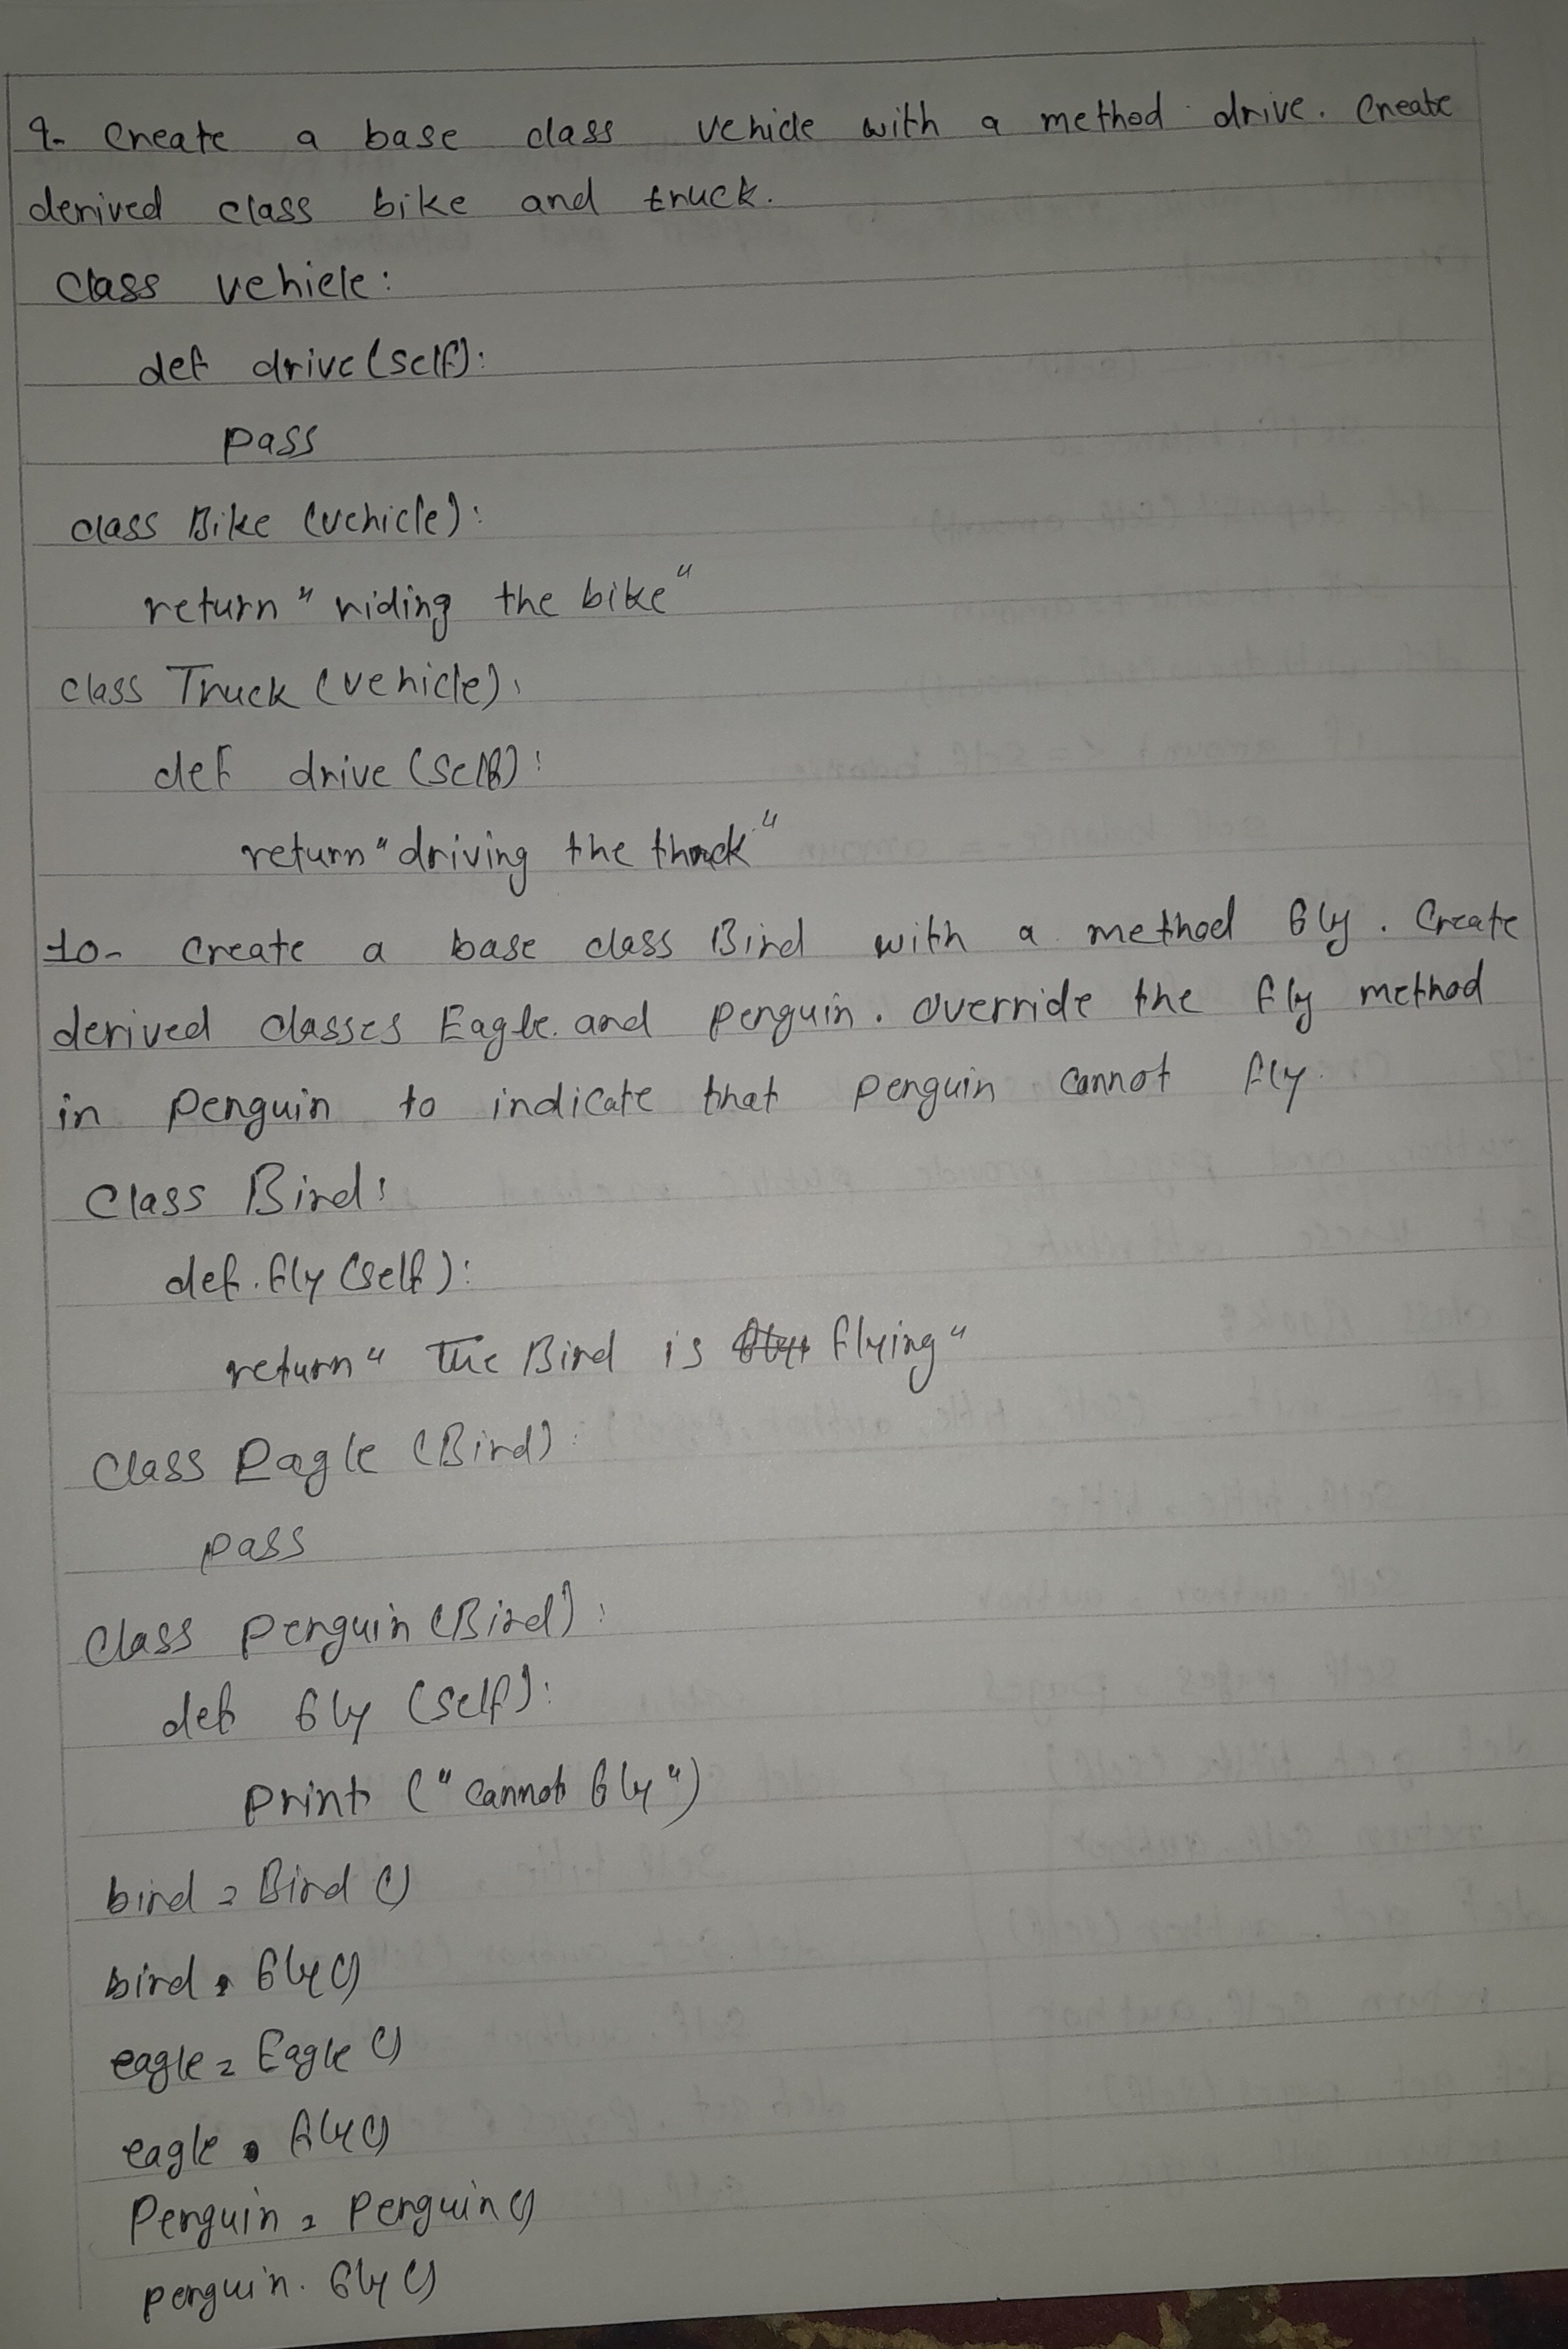 9- Create a base class vehicle with a method drive. Create
derived class bike and truck.
Class vehicle:
def drive(self):
pass
class Bike (vehicle):
return "riding the bike"
class Truck (vehicle):
def drive (self):
return "driving the truck"
10- Create a base class Bird with a method fly. Create
derived classes Eagle and Penguin. Override the fly method
in Penguin to indicate that Penguin cannot fly.
Class Bird:
def fly (self):
return "The Bird is flying"
Class Eagle (Bird):
pass
Class Penguin (Bird):
def fly (self):
Print ("cannot fly")
bird = Bird ()
bird. fly()
eagle = Eagle ()
eagle. fly()
Penguin = Penguin()
penguin. fly()